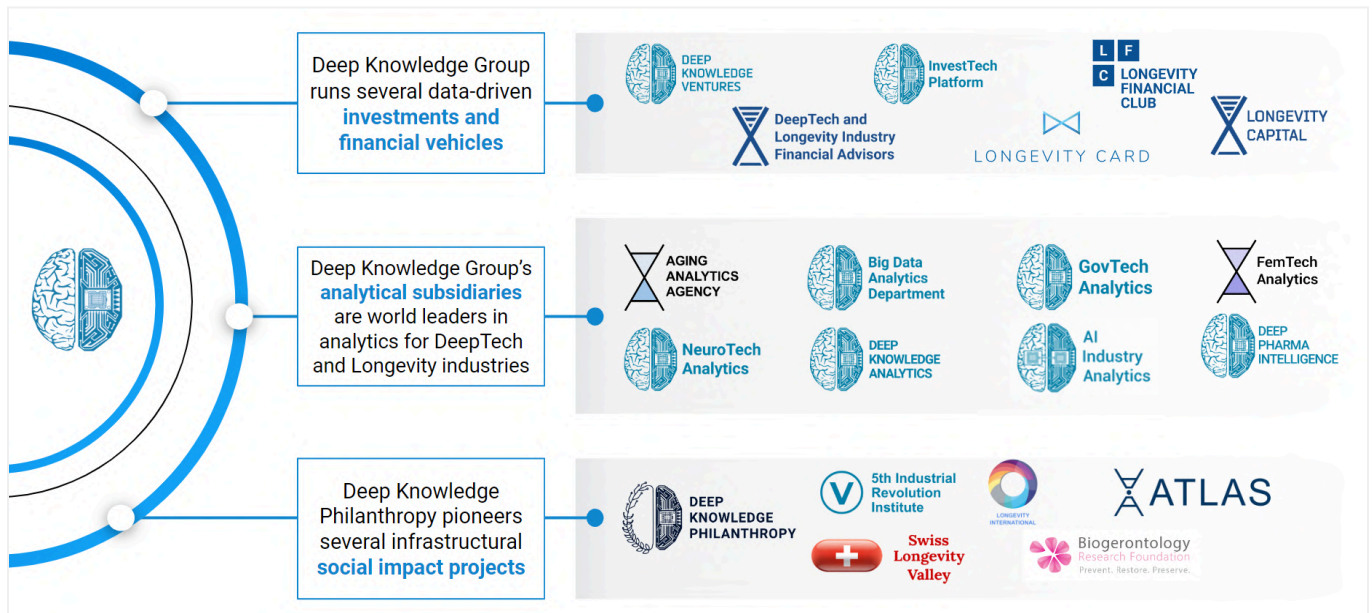 Deep Knowledge Group
runs several data-driven
investments and
financial vehicles
DEEP
KNOWLEDGE
VENTURES
InvestTech
Platform
L F
C LONGEVITY
FINANCIAL
CLUB
DeepTech and
Longevity Industry
Financial Advisors
LONGEVITY CARD
LONGEVITY
CAPITAL
Deep Knowledge Group’s
analytical subsidiaries
are world leaders in
analytics for DeepTech
and Longevity industries
AGING
ANALYTICS
AGENCY
Big Data
Analytics
Department
GovTech
Analytics
FemTech
Analytics
NeuroTech
Analytics
DEEP
KNOWLEDGE
ANALYTICS
AI
Industry
Analytics
DEEP
PHARMA
INTELLIGENCE
Deep Knowledge
Philanthropy pioneers
several infrastructural
social impact projects
DEEP
KNOWLEDGE
PHILANTHROPY
V
5th Industrial
Revolution
Institute
LONGEVITY
INTERNATIONAL
ATLAS
Swiss
Longevity
Valley
Biogerontology
Research Foundation
Prevent. Restore. Preserve.